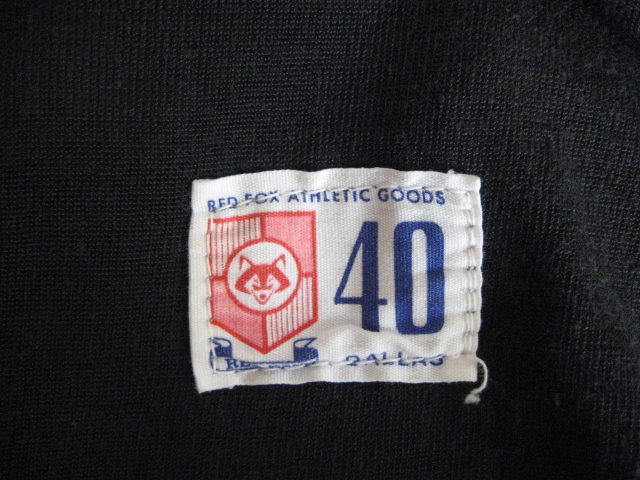 RED FOX ATHLETIC GOODS
40
DALLAS